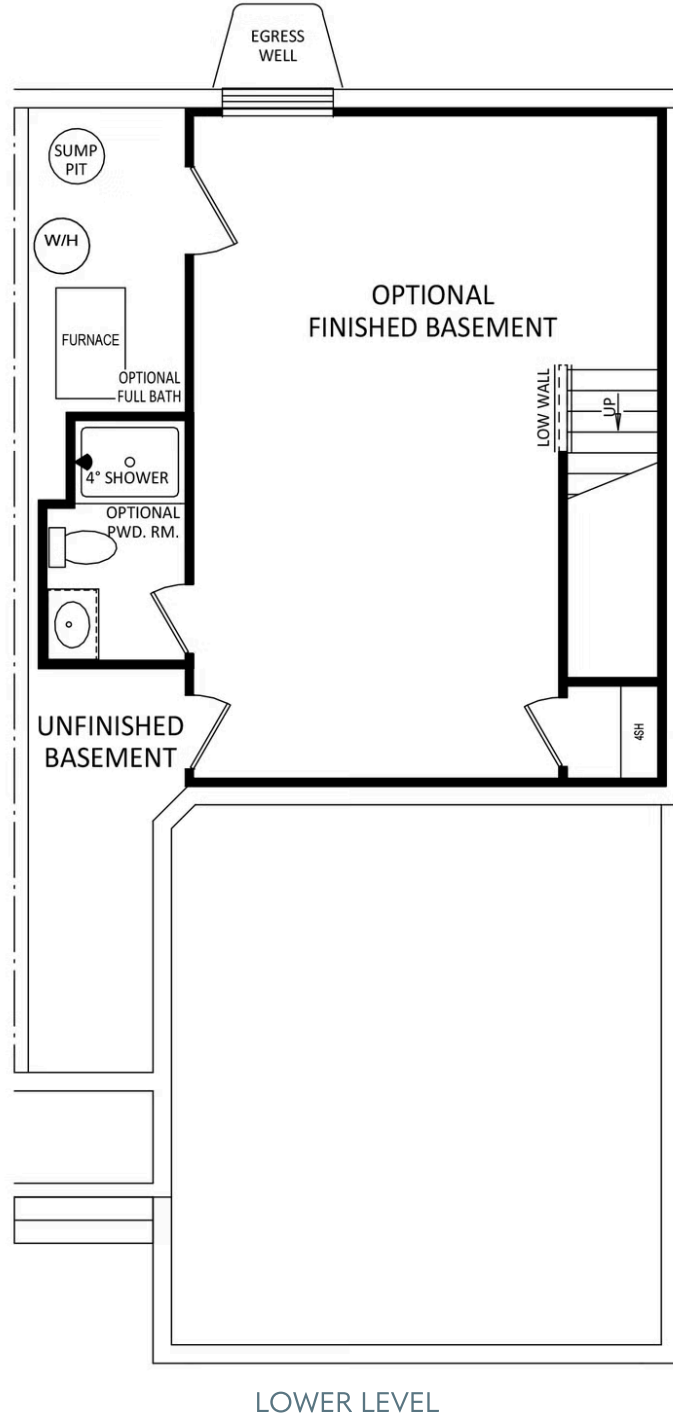 EGRESS
WELL
SUMP
PIT
W/H
FURNACE
OPTIONAL
FULL BATH
OPTIONAL
FINISHED BASEMENT
LOW WALL
UP
4° SHOWER
OPTIONAL
PWD. RM.
UNFINISHED
BASEMENT
4SH
LOWER LEVEL